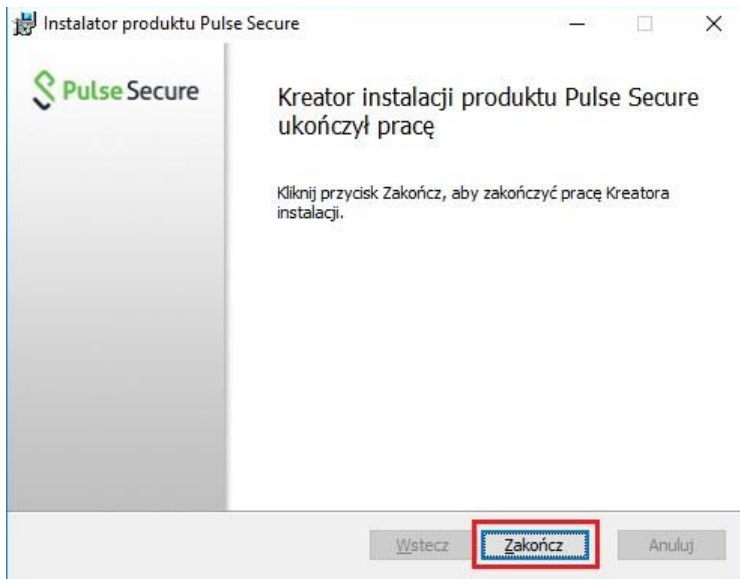 Instalator produktu Pulse Secure
Pulse Secure
Kreator instalacji produktu Pulse Secure
ukończył pracę
Kliknij przycisk Zakończ, aby zakończyć pracę Kreatora
instalacji.
Wstecz
Zakończ
Anuluj